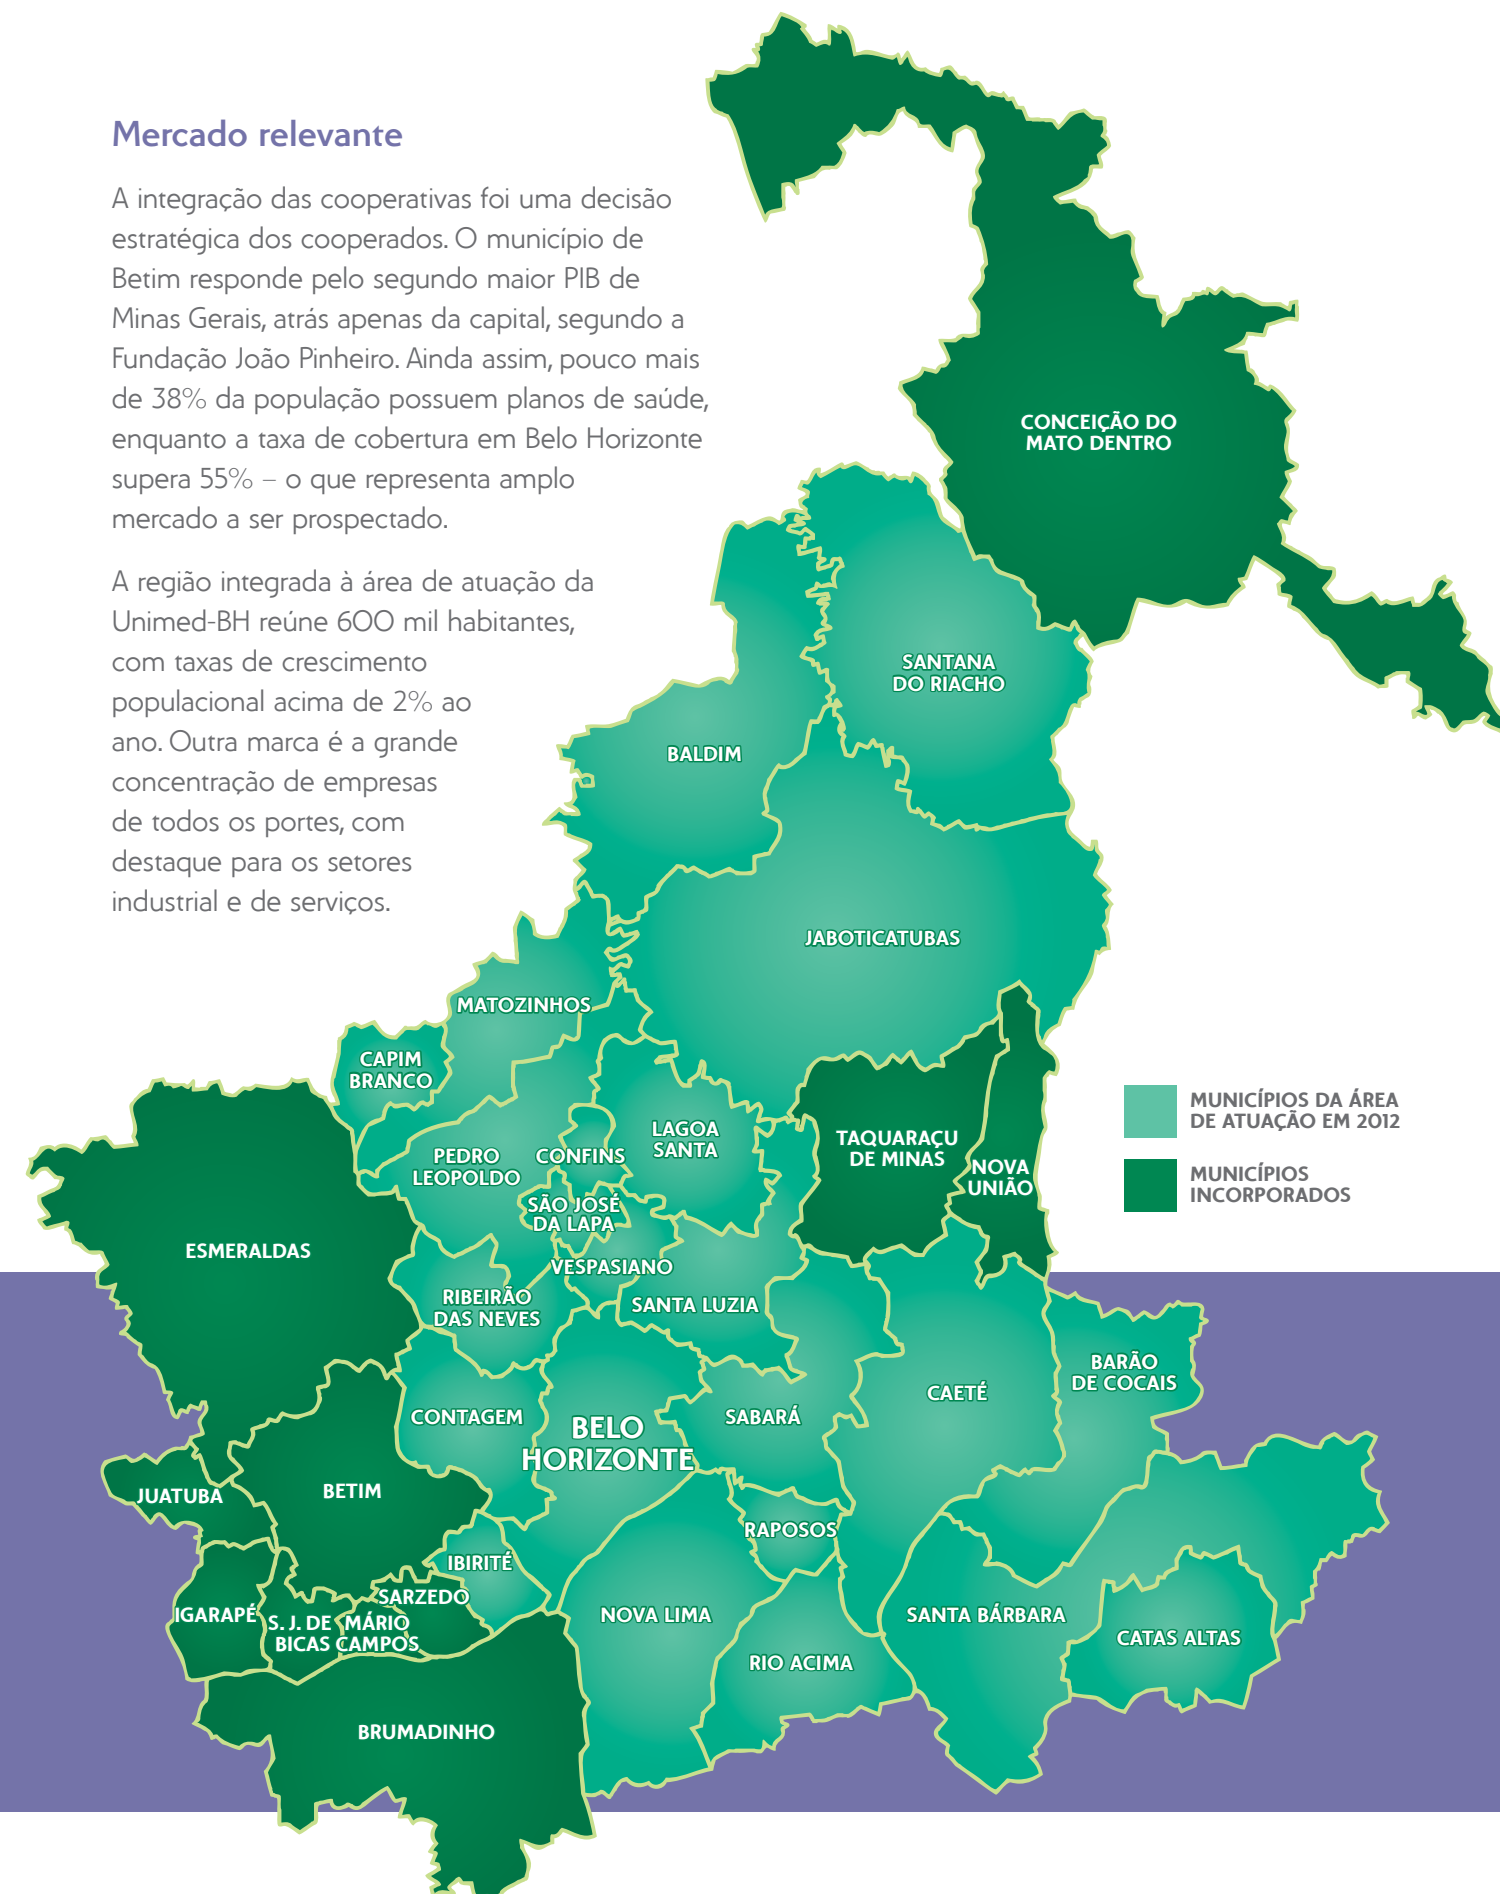 Mercado relevante
A integração das cooperativas foi uma decisão
estratégica dos cooperados. O município de
Betim responde pelo segundo maior PIB de
Minas Gerais, atrás apenas da capital, segundo a
Fundação João Pinheiro. Ainda assim, pouco mais
de 38% da população possuem planos de saúde,
enquanto a taxa de cobertura em Belo Horizonte
supera 55% – o que representa amplo
mercado a ser prospectado.
A região integrada à área de atuação da
Unimed-BH reúne 600 mil habitantes,
com taxas de crescimento
populacional acima de 2% ao
ano. Outra marca é a grande
concentração de empresas
de todos os portes, com
destaque para os setores
industrial e de serviços.
CONCEIÇÃO DO
MATO DENTRO
SANTANA
DO RIACHO
BALDIM
JABOTICATUBAS
MATOZINHOS
CAPIM
BRANCO
LAGOA
SANTA
PEDRO
LEOPOLDO
CONFINS
TAQUARAÇU
DE MINAS
NOVA
UNIÃO
SÃO JOSÉ
DA LAPA
ESMERALDAS
VESPASIANO
RIBEIRÃO
DAS NEVES
SANTA LUZIA
BARÃO
DE COCAIS
CAETÉ
CONTAGEM
BELO
HORIZONTE
SABARÁ
JUATUBA
BETIM
RAPOSOS
IBIRITÉ
SARZEDO
IGARAPÉ
S. J. DE
BICAS
MÁRIO
CAMPOS
NOVA LIMA
SANTA BÁRBARA
CATAS ALTAS
RIO ACIMA
BRUMADINHO
MUNICÍPIOS DA ÁREA
DE ATUAÇÃO EM 2012
MUNICÍPIOS
INCORPORADOS